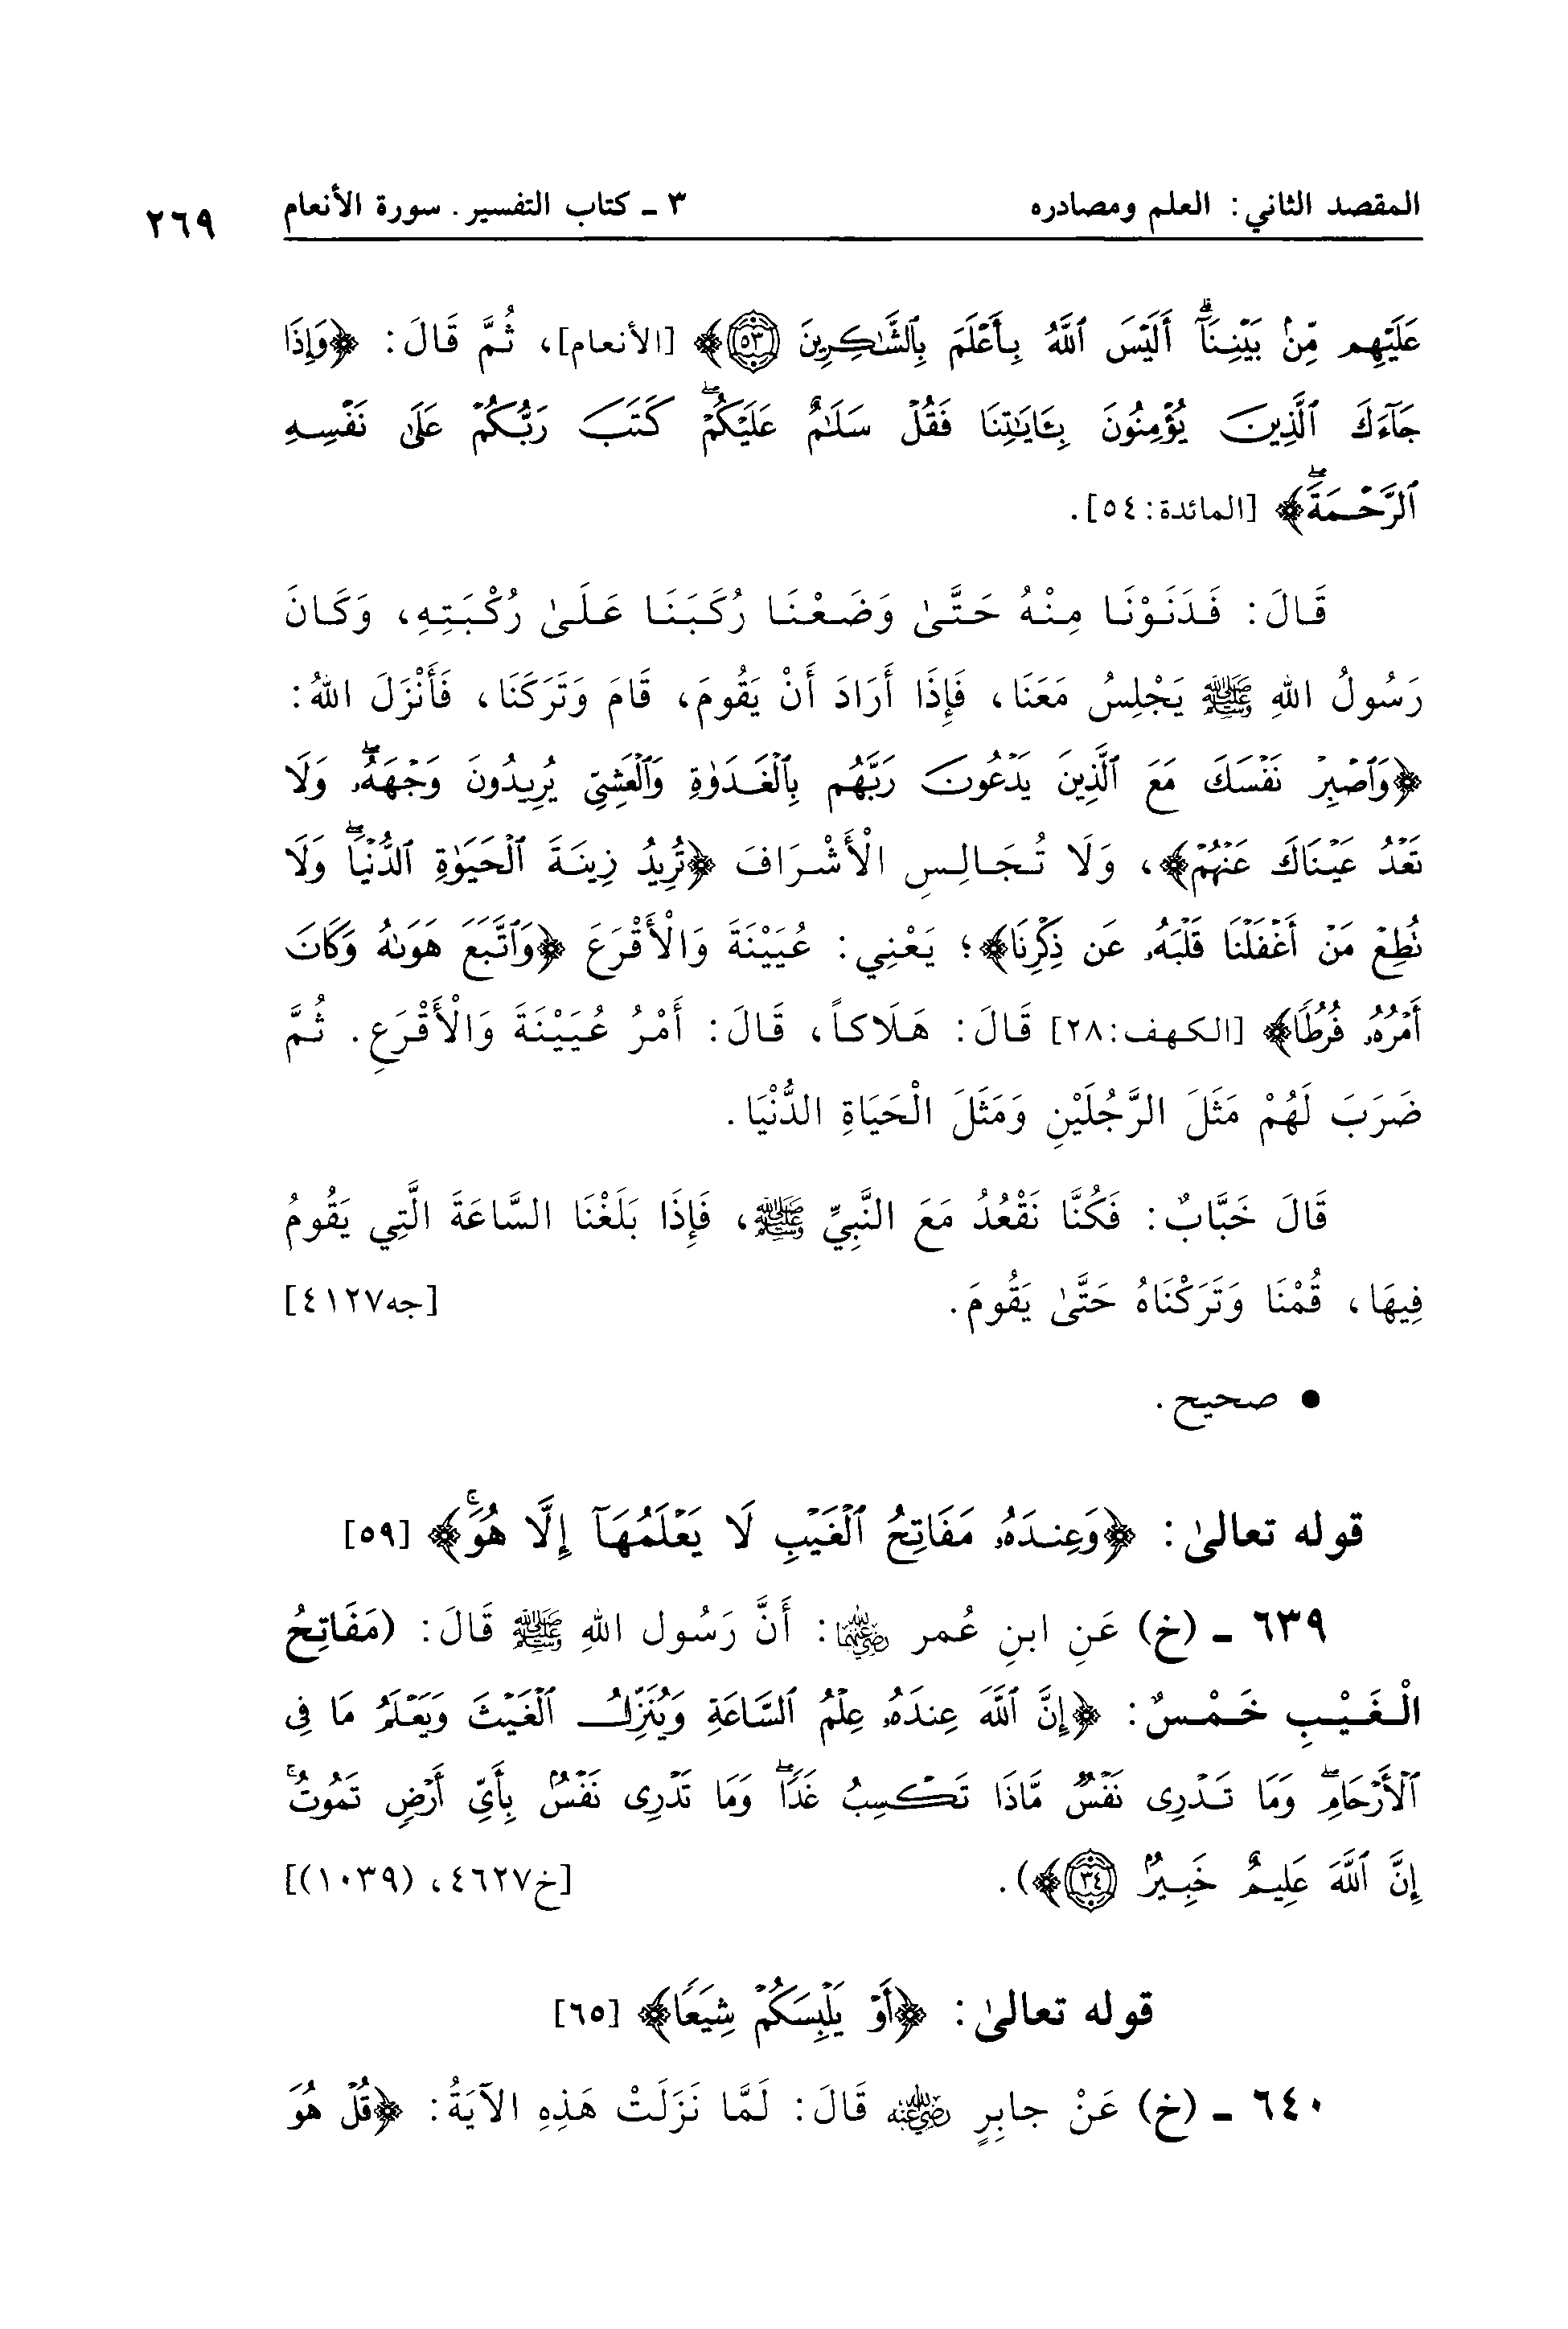 المقصد الثاني: العلم ومصادره ٣ ـ كتاب التفسير. سورة الأنعام ٢٦٩
عَلَيْهِم مِّنۢ بَيْنِنَآۗ أَلَيْسَ ٱللَّهُ بِأَعْلَمَ بِٱلشَّٰكِرِينَ ۝٥٣﴾ [الأنعام]، ثُمَّ قَالَ: ﴿وَإِذَا
جَآءَكَ ٱلَّذِينَ يُؤْمِنُونَ بِـَٔايَٰتِنَا فَقُلْ سَلَٰمٌ عَلَيْكُمْۖ كَتَبَ رَبُّكُمْ عَلَىٰ نَفْسِهِ
ٱلرَّحْمَةَۖ﴾ [المائدة:٥٤].
قَالَ: فَدَنَوْنَا مِنْهُ حَتَّىٰ وَضَعْنَا رُكَبَنَا عَلَىٰ رُكْبَتِهِ، وَكَانَ
رَسُولُ اللهِ ﷺ يَجْلِسُ مَعَنَا، فَإِذَا أَرَادَ أَنْ يَقُومَ، قَامَ وَتَرَكَنَا، فَأَنْزَلَ اللهُ:
﴿وَٱصْبِرْ نَفْسَكَ مَعَ ٱلَّذِينَ يَدْعُونَ رَبَّهُم بِٱلْغَدَوٰةِ وَٱلْعَشِيِّ يُرِيدُونَ وَجْهَهُۥۖ وَلَا
تَعْدُ عَيْنَاكَ عَنْهُمْ﴾، وَلَا تُجَالِسِ الْأَشْرَافَ ﴿تُرِيدُ زِينَةَ ٱلْحَيَوٰةِ ٱلدُّنْيَاۖ وَلَا
تُطِعْ مَنْ أَغْفَلْنَا قَلْبَهُۥ عَن ذِكْرِنَا﴾؛ يَعْنِي: عُيَيْنَةَ وَالْأَقْرَعَ ﴿وَٱتَّبَعَ هَوَىٰهُ وَكَانَ
أَمْرُهُۥ فُرُطًا﴾ [الكهف:٢٨] قَالَ: هَلَاكاً، قَالَ: أَمْرُ عُيَيْنَةَ وَالْأَقْرَعِ. ثُمَّ
ضَرَبَ لَهُمْ مَثَلَ الرَّجُلَيْنِ وَمَثَلَ الْحَيَاةِ الدُّنْيَا.
قَالَ خَبَّابٌ: فَكُنَّا نَقْعُدُ مَعَ النَّبِيِّ ﷺ، فَإِذَا بَلَغْنَا السَّاعَةَ الَّتِي يَقُومُ
فِيهَا، قُمْنَا وَتَرَكْنَاهُ حَتَّىٰ يَقُومَ. [جه٤١٢٧]
• صحيح.
قوله تعالىٰ: ﴿وَعِندَهُۥ مَفَاتِحُ ٱلْغَيْبِ لَا يَعْلَمُهَآ إِلَّا هُوَۚ﴾ [٥٩]
٦٣٩ ـ (خ) عَنِ ابنِ عُمر رضي الله عنهما: أَنَّ رَسُول اللهِ ﷺ قَالَ: (مَفَاتِحُ
الْغَيْبِ خَمْسٌ: ﴿إِنَّ ٱللَّهَ عِندَهُۥ عِلْمُ ٱلسَّاعَةِ وَيُنَزِّلُ ٱلْغَيْثَ وَيَعْلَمُ مَا فِى
ٱلْأَرْحَامِۖ وَمَا تَدْرِى نَفْسٌ مَّاذَا تَكْسِبُ غَدًاۖ وَمَا تَدْرِى نَفْسٌۢ بِأَىِّ أَرْضٍ تَمُوتُۚ
إِنَّ ٱللَّهَ عَلِيمٌ خَبِيرٌۢ ۝٣٤﴾). [خ٤٦٢٧، (١٠٣٩)]
قوله تعالىٰ: ﴿أَوْ يَلْبِسَكُمْ شِيَعًا﴾ [٦٥]
٦٤٠ ـ (خ) عَنْ جابِرٍ رضي الله عنه قَالَ: لَمَّا نَزَلَتْ هَذِهِ الآيَةُ: ﴿قُلْ هُوَ